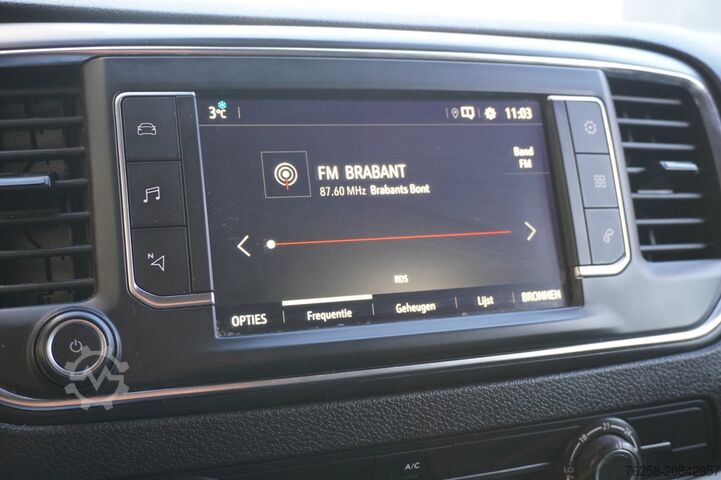 3°C
11:03
FM BRABANT
Band
FM
87.60 MHz Brabants Bont
RDS
OPTIES
Frequentie
Geheugen
Lijst
BRONNEN
N
A/C
76258-20842957